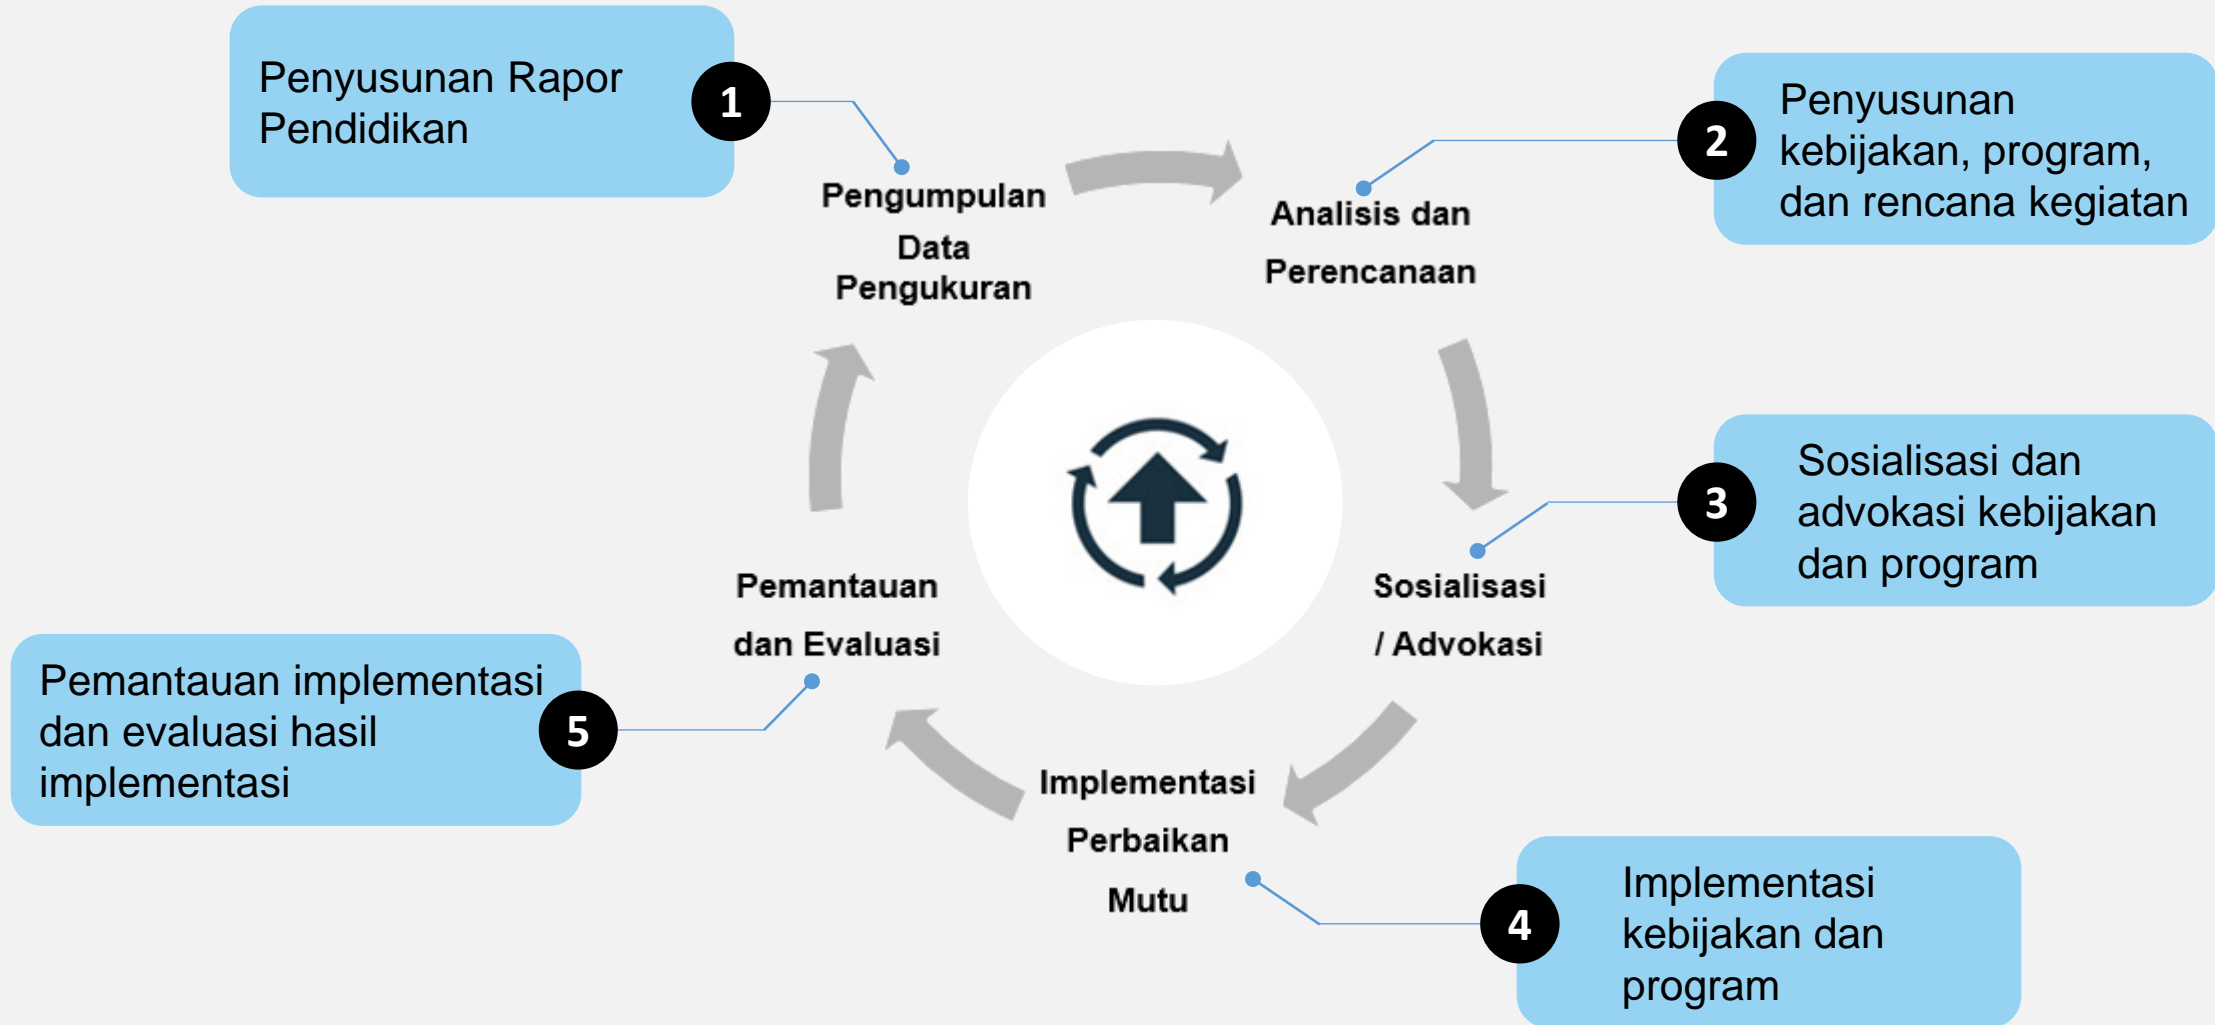 Penyusunan Rapor
Pendidikan
1
Pengumpulan
Data
Pengukuran
Analisis dan
Perencanaan
2
Penyusunan
kebijakan, program,
dan rencana kegiatan
3
Sosialisasi dan
advokasi kebijakan
dan program
Sosialisasi
/ Advokasi
Pemantauan
dan Evaluasi
Pemantauan implementasi
dan evaluasi hasil
implementasi
5
Implementasi
Perbaikan
Mutu
4
Implementasi
kebijakan dan
program